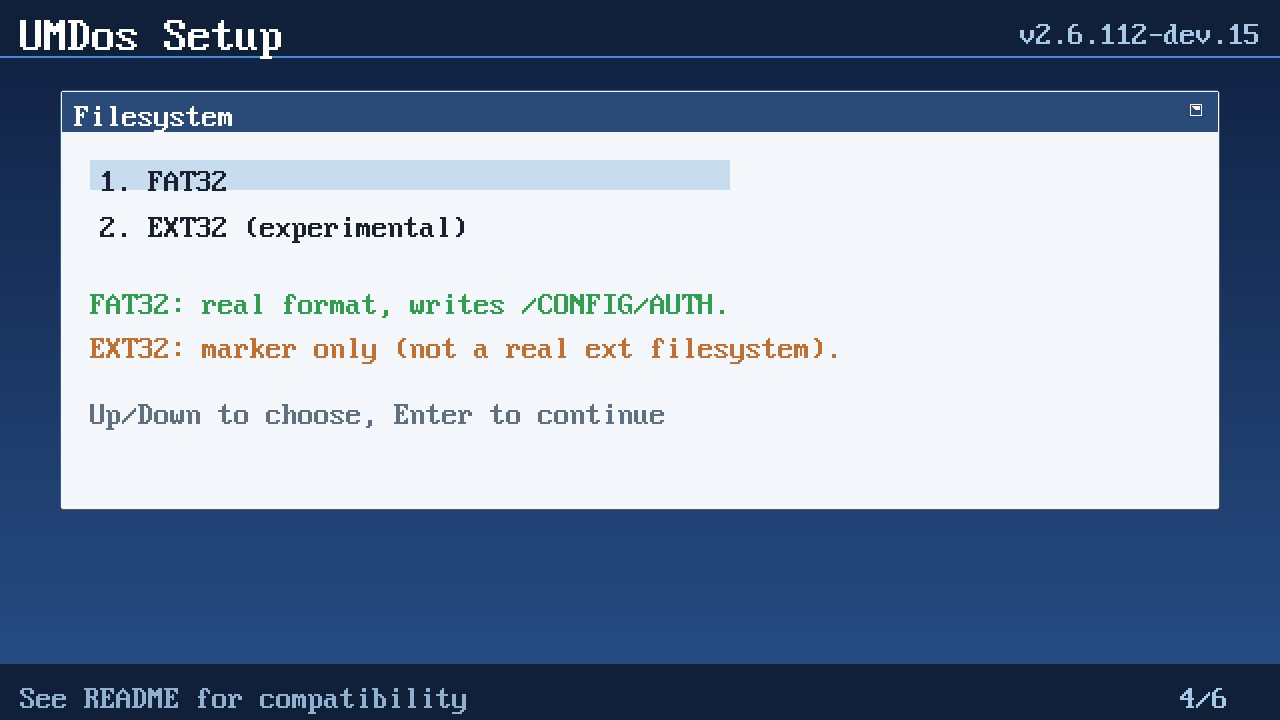 UMDos Setup
v2.6.112-dev.15
Filesystem
1. FAT32
2. EXT32 (experimental)
FAT32: real format, writes /CONFIG/AUTH.
EXT32: marker only (not a real ext filesystem).
Up/Down to choose, Enter to continue
See README for compatibility
4/6